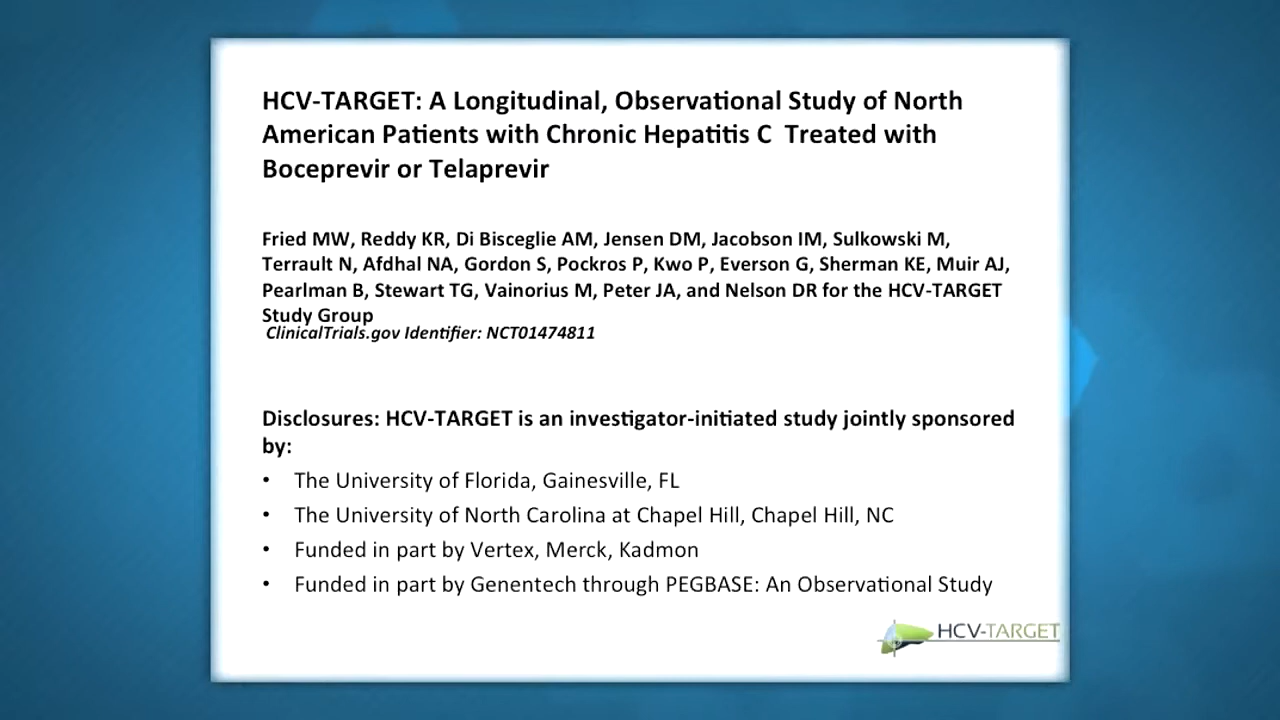 HCV-TARGET: A Longitudinal, Observational Study of North
American Patients with Chronic Hepatitis C  Treated with
Boceprevir or Telaprevir
Fried MW, Reddy KR, Di Bisceglie AM, Jensen DM, Jacobson IM, Sulkowski M,
Terrault N, Afdhal NA, Gordon S, Pockros P, Kwo P, Everson G, Sherman KE, Muir AJ,
Pearlman B, Stewart TG, Vainorius M, Peter JA, and Nelson DR for the HCV-TARGET
Study Group
ClinicalTrials.gov Identifier: NCT01474811
Disclosures: HCV-TARGET is an investigator-initiated study jointly sponsored
by:
• The University of Florida, Gainesville, FL
• The University of North Carolina at Chapel Hill, Chapel Hill, NC
• Funded in part by Vertex, Merck, Kadmon
• Funded in part by Genentech through PEGBASE: An Observational Study
HCV-TARGET